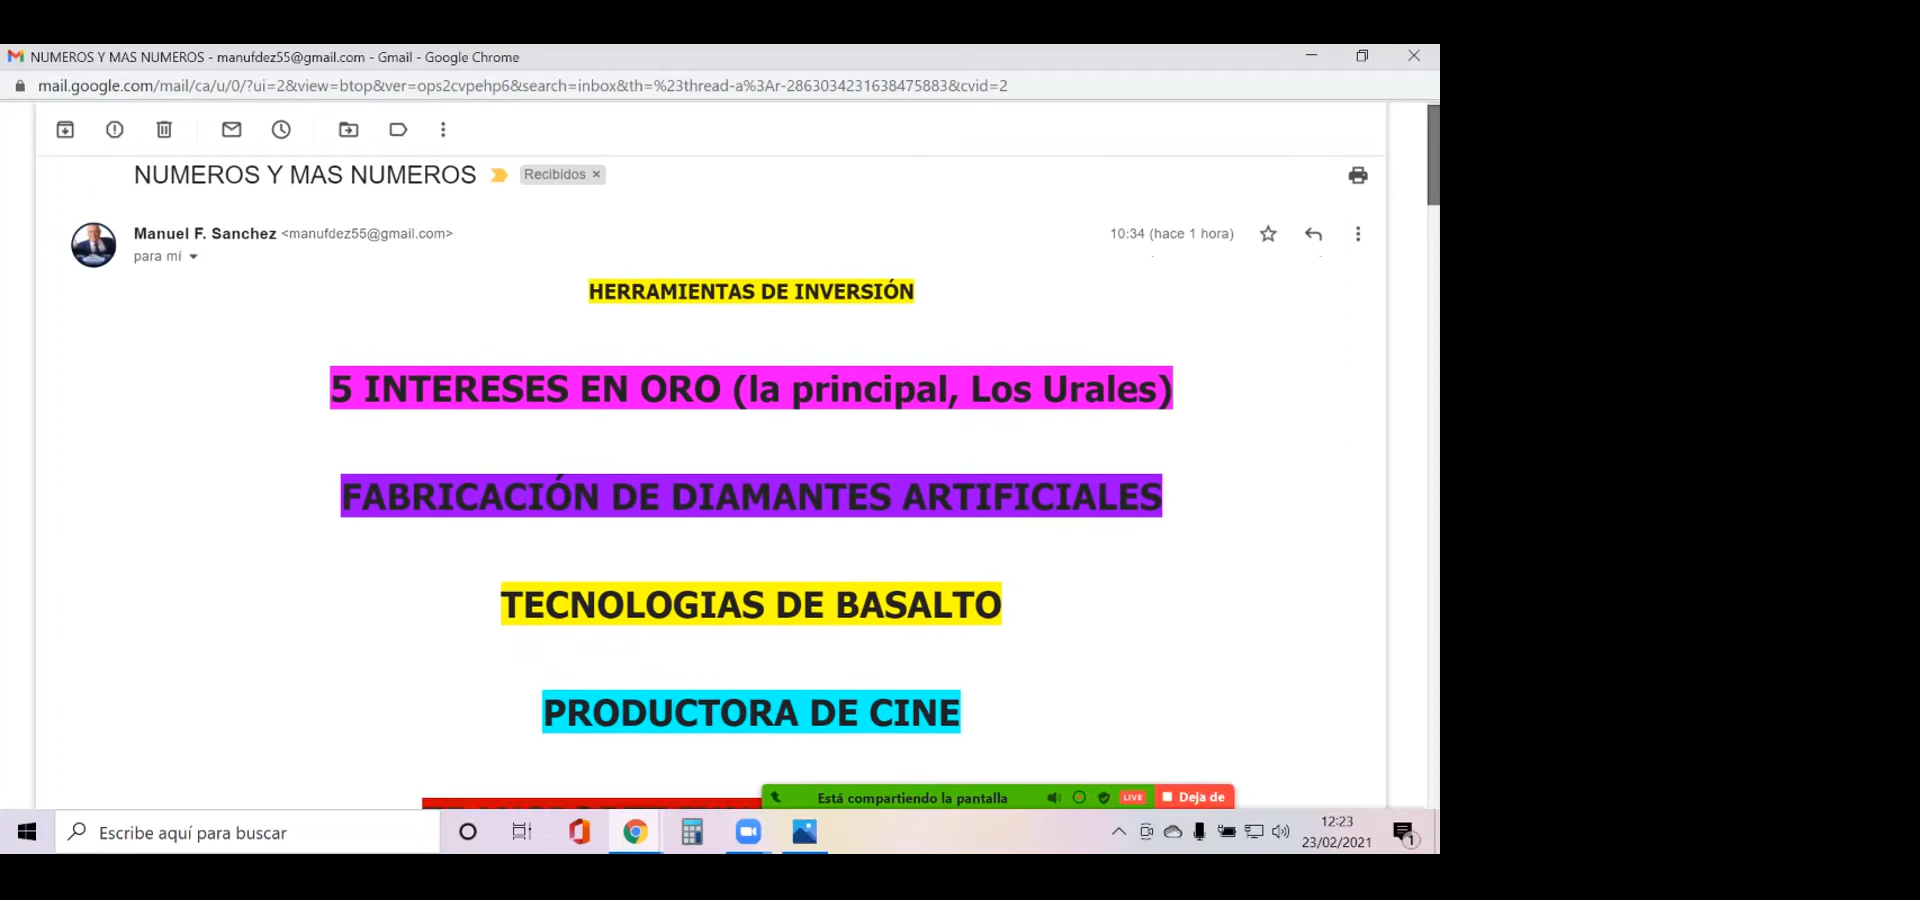 NUMEROS Y MAS NUMEROS - manufdez55@gmail.com - Gmail - Google Chrome
mail.google.com/mail/ca/u/0/?ui=2&view=btop&ver=ops2cvpehp6&search=inbox&th=%23thread-a%3Ar-2863034231638475883&cvid=2
NUMEROS Y MAS NUMEROS Recibidos ×
Manuel F. Sanchez <manufdez55@gmail.com> 10:34 (hace 1 hora)
para mí
HERRAMIENTAS DE INVERSIÓN
5 INTERESES EN ORO (la principal, Los Urales)
FABRICACIÓN DE DIAMANTES ARTIFICIALES
TECNOLOGIAS DE BASALTO
PRODUCTORA DE CINE
Está compartiendo la pantalla LIVE Deja de
Escribe aquí para buscar
12:23
23/02/2021
1